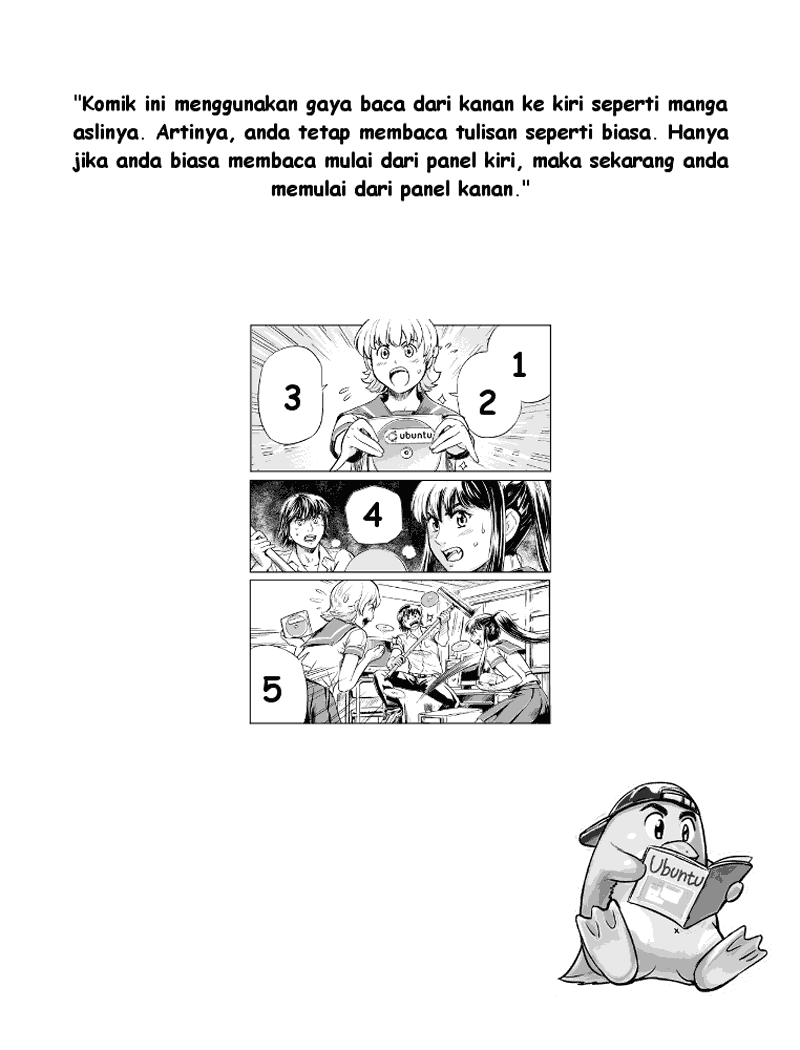 "Komik ini menggunakan gaya baca dari kanan ke kiri seperti manga
aslinya. Artinya, anda tetap membaca tulisan seperti biasa. Hanya
jika anda biasa membaca mulai dari panel kiri, maka sekarang anda
memulai dari panel kanan."
1
2
3
ubuntu
4
5
Ubuntu